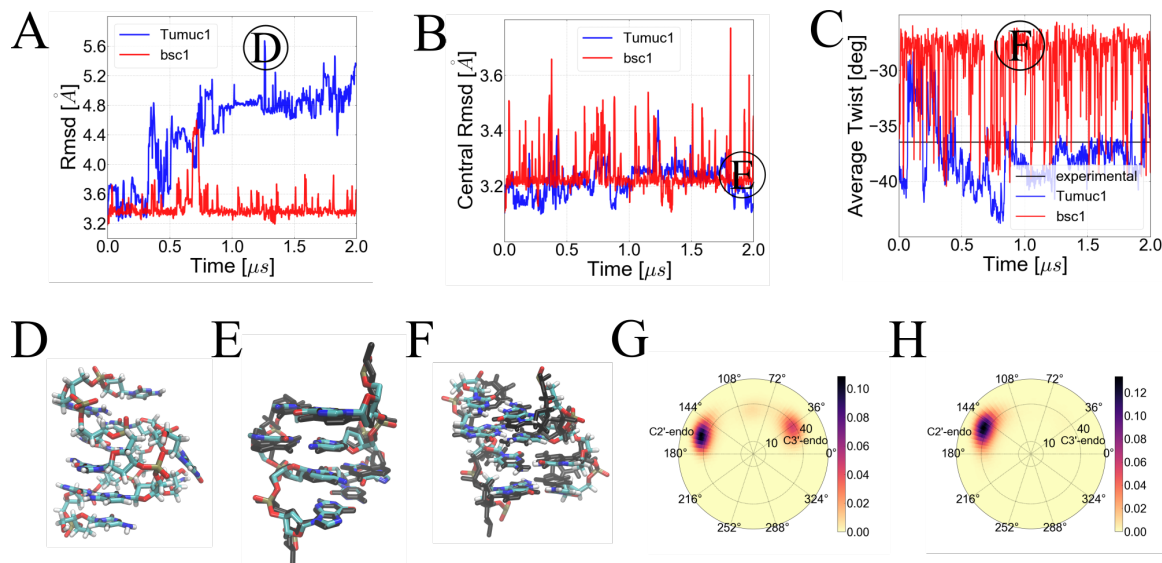 A
Rmsd [Å]
5.6
5.2
4.8
4.4
4.0
3.6
3.2
Tumuc1
bsc1
D
0.0 0.5 1.0 1.5 2.0
Time [μs]
B
Central Rmsd [Å]
3.6
3.4
3.2
Tumuc1
bsc1
E
0.0 0.5 1.0 1.5 2.0
Time [μs]
C
Average Twist [deg]
−30
−35
−40
F
experimental
Tumuc1
bsc1
0.0 0.5 1.0 1.5 2.0
Time [μs]
D
E
F
G
108° 72°
144° 36°
C2'-endo 40 C3'-endo
10
180° 0°
216° 324°
252° 288°
0.10
0.08
0.06
0.04
0.02
0.00
H
108° 72°
144° 36°
C2'-endo 40 C3'-endo
10
180° 0°
216° 324°
252° 288°
0.12
0.10
0.08
0.06
0.04
0.02
0.00